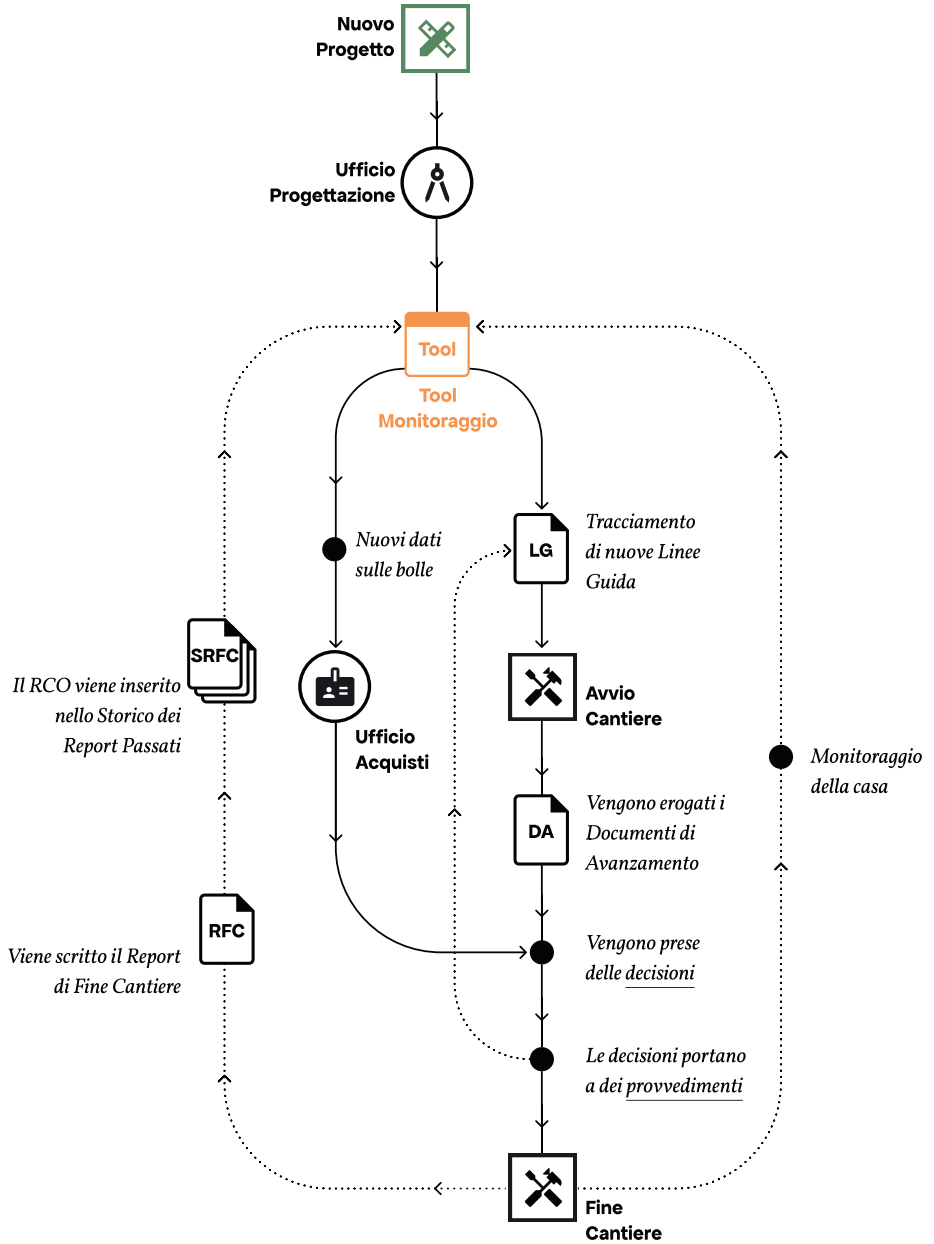 Nuovo
Progetto
Ufficio
Progettazione
Tool
Tool
Monitoraggio
Nuovi dati
sulle bolle
LG
Tracciamento
di nuove Linee
Guida
SRFC
Il RCO viene inserito
nello Storico dei
Report Passati
Ufficio
Acquisti
Avvio
Cantiere
Monitoraggio
della casa
DA
Vengono erogati i
Documenti di
Avanzamento
RFC
Viene scritto il Report
di Fine Cantiere
Vengono prese
delle decisioni
Le decisioni portano
a dei provvedimenti
Fine
Cantiere